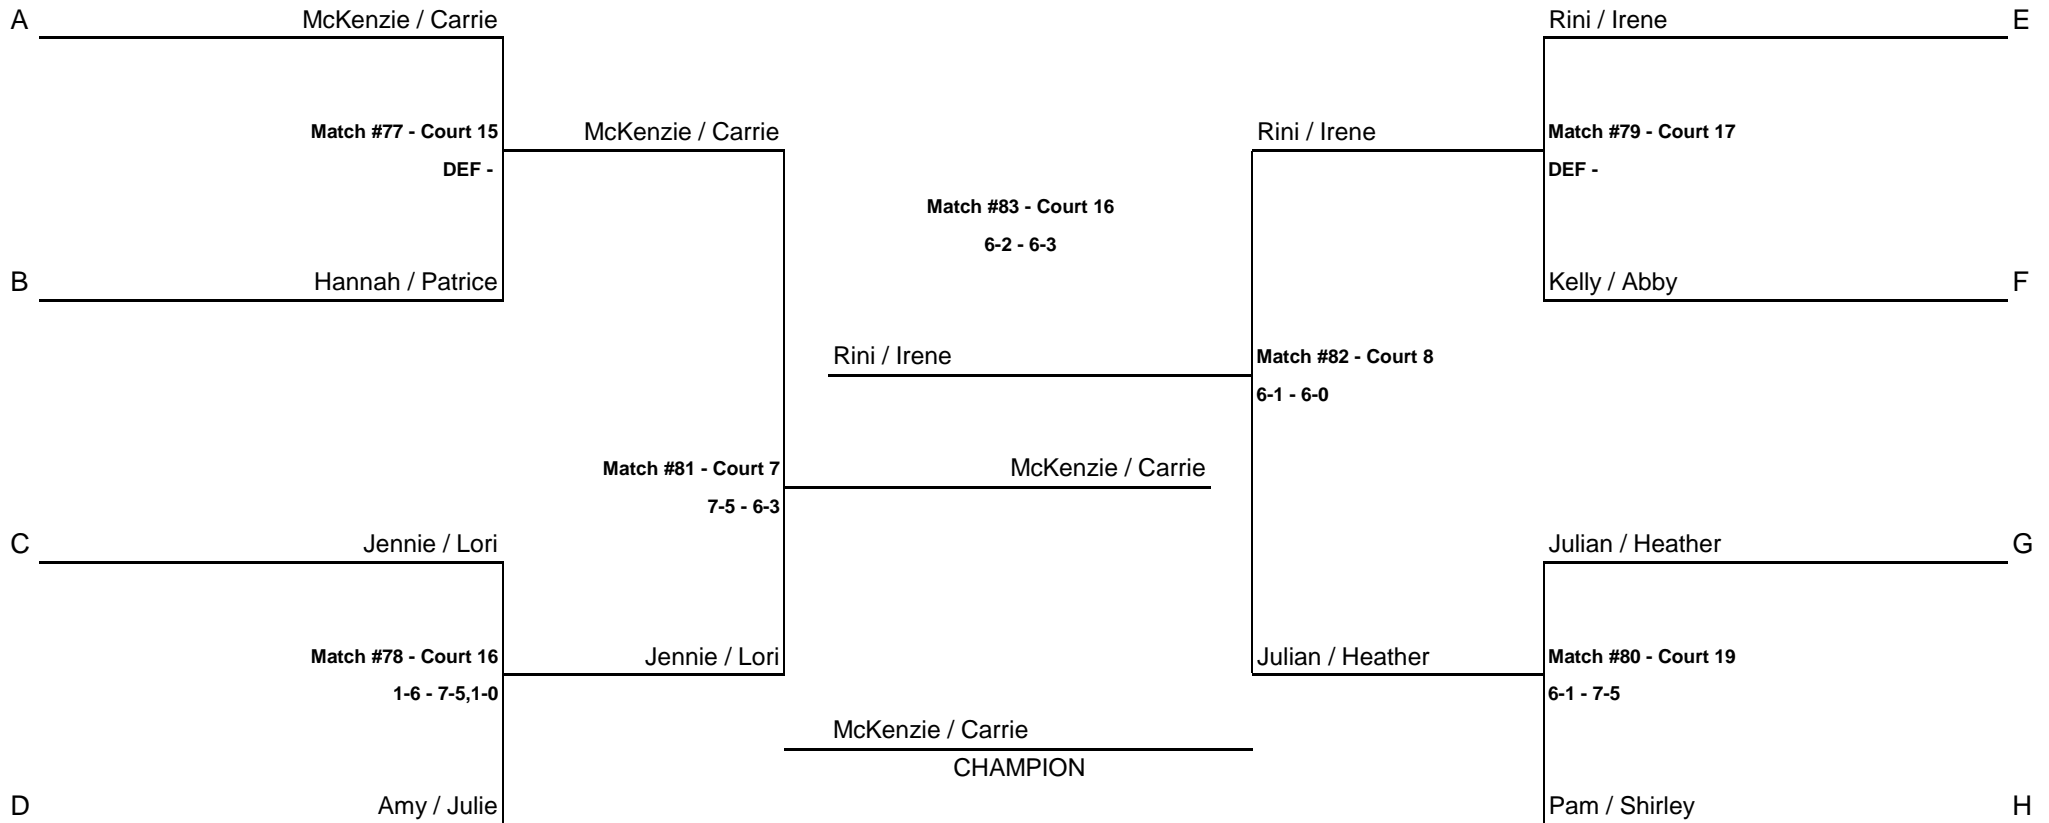 A McKenzie / Carrie Rini / Irene E
Match #77 - Court 15 McKenzie / Carrie Rini / Irene Match #79 - Court 17
DEF - DEF -
Match #83 - Court 16
6-2 - 6-3
B Hannah / Patrice Kelly / Abby F
Rini / Irene Match #82 - Court 8
6-1 - 6-0
Match #81 - Court 7 McKenzie / Carrie
7-5 - 6-3
C Jennie / Lori Julian / Heather G
Match #78 - Court 16 Jennie / Lori Julian / Heather Match #80 - Court 19
1-6 - 7-5,1-0 6-1 - 7-5
McKenzie / Carrie
CHAMPION
D Amy / Julie Pam / Shirley H